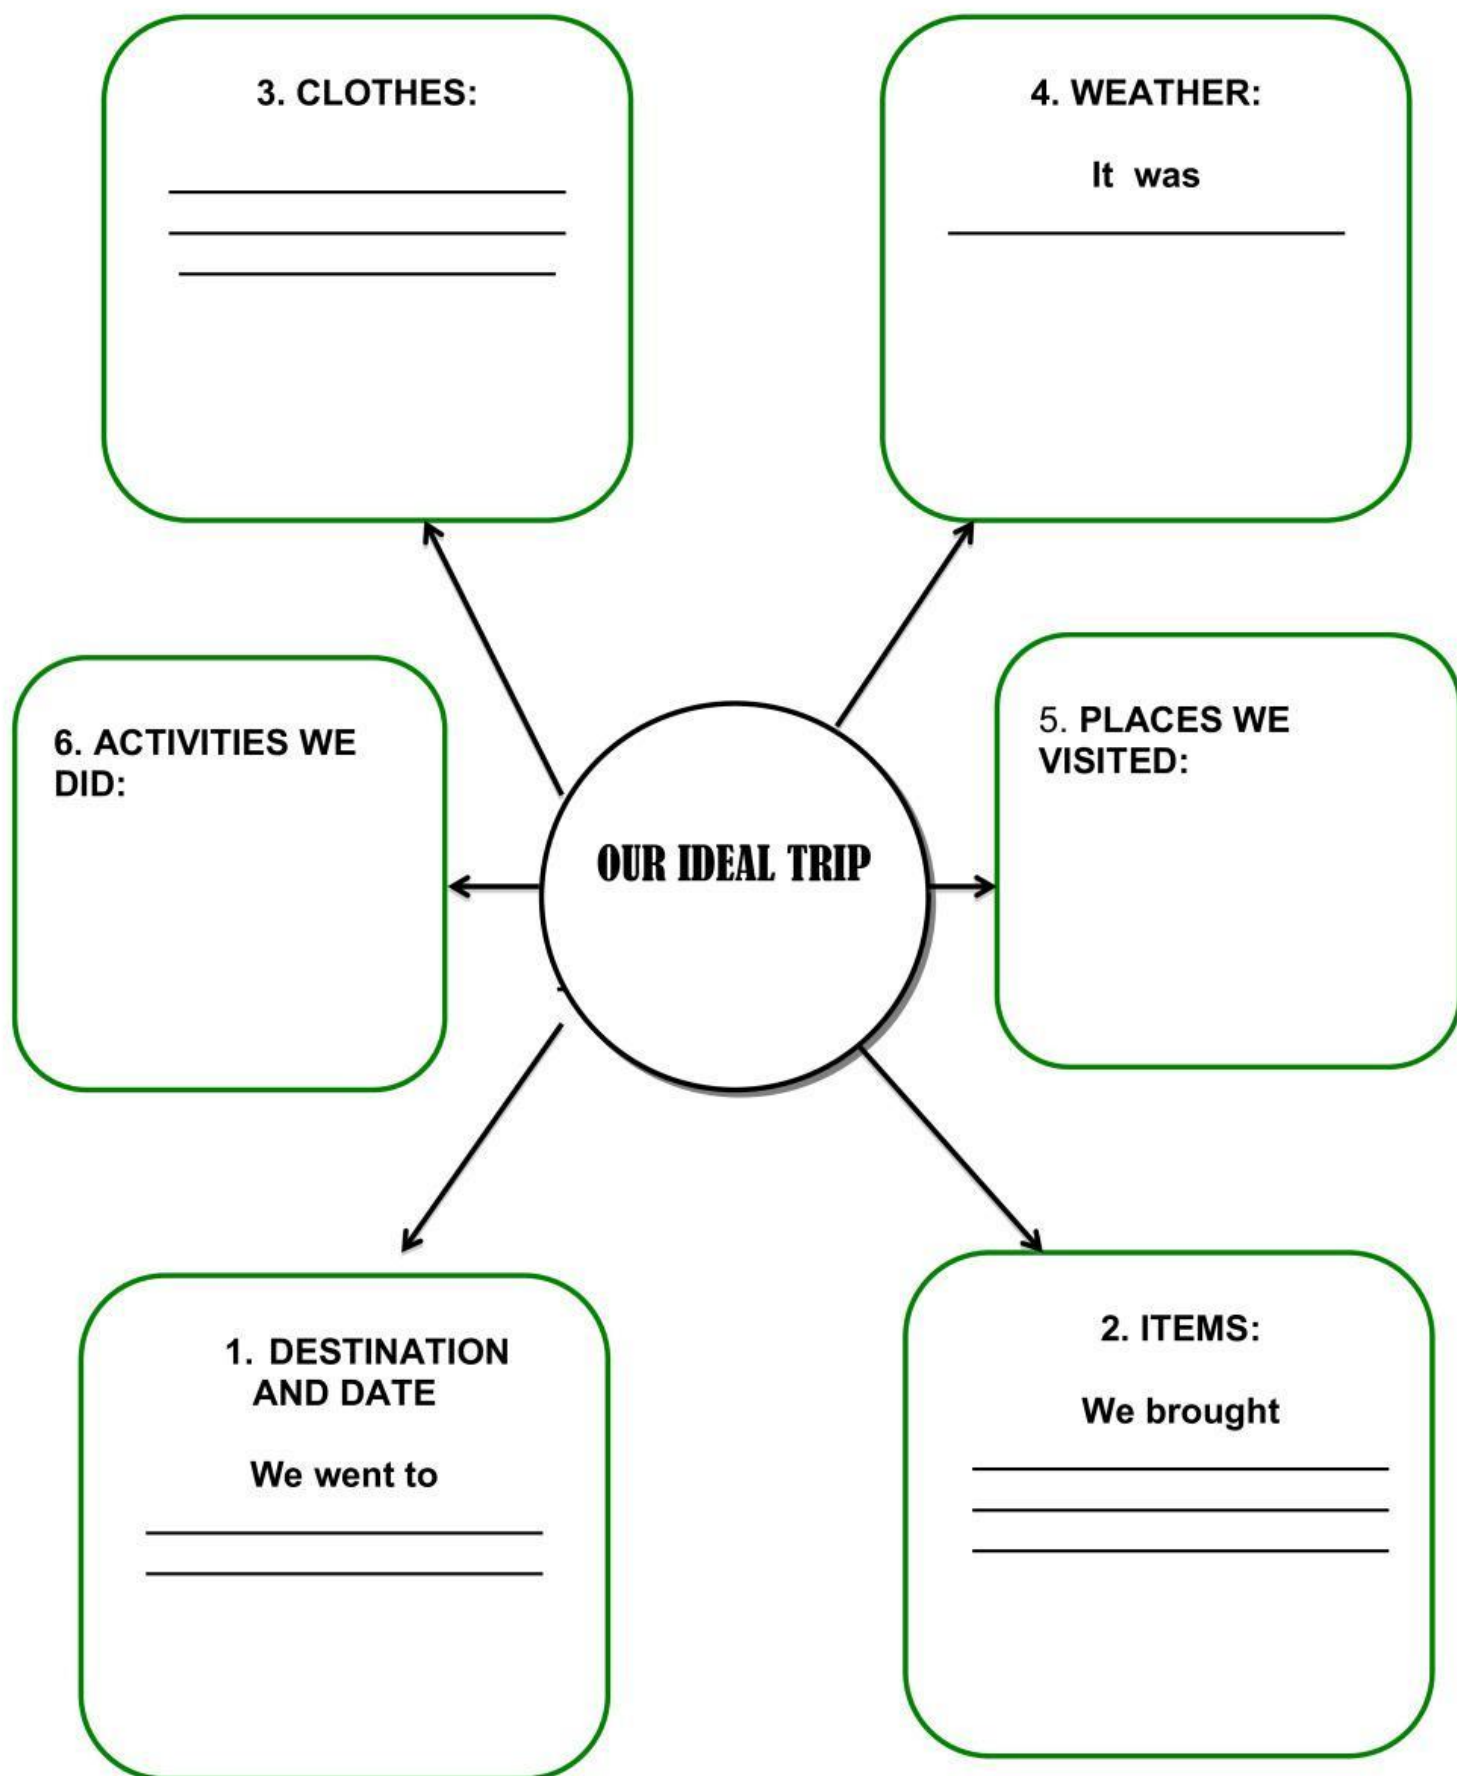 3. CLOTHES:
4. WEATHER:
It was
6. ACTIVITIES WE
DID:
5. PLACES WE
VISITED:
OUR IDEAL TRIP
1. DESTINATION
AND DATE
We went to
2. ITEMS:
We brought